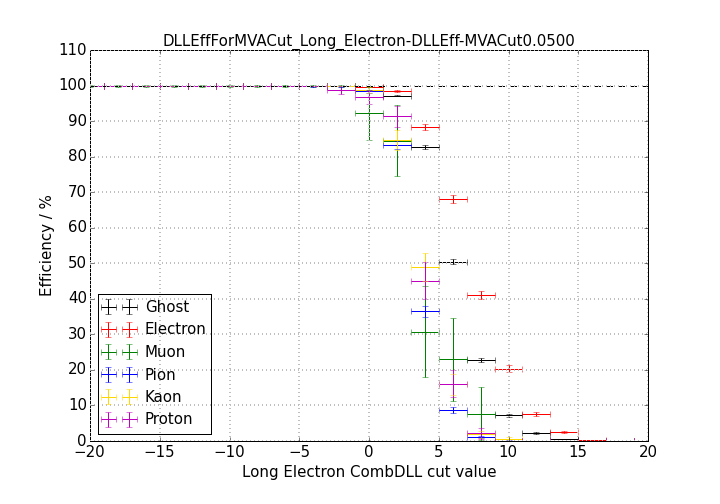 DLLEffForMVACut_Long_Electron-DLLEff-MVACut0.0500
110
100
90
80
70
60
50
40
30
20
10
0
Efficiency / %
Ghost
Electron
Muon
Pion
Kaon
Proton
−20 −15 −10 −5 0 5 10 15 20
Long Electron CombDLL cut value